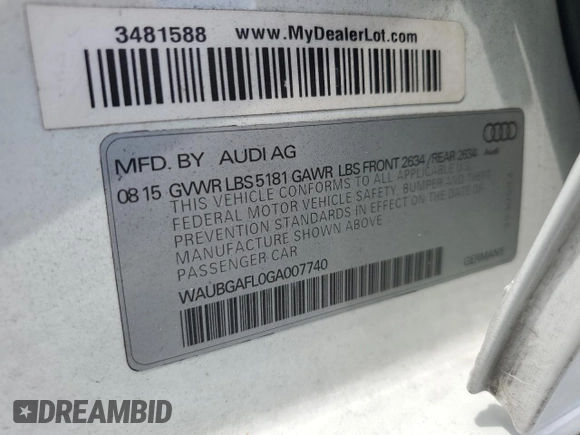 3481588 www.MyDealerLot.com
Audi
MFD. BY AUDI AG
08 15 GVWR LBS 5181 GAWR LBS FRONT 2634 / REAR 2634
THIS VEHICLE CONFORMS TO ALL APPLICABLE U.S.
FEDERAL MOTOR VEHICLE SAFETY, BUMPER AND THEFT
PREVENTION STANDARDS IN EFFECT ON THE DATE OF
MANUFACTURE SHOWN ABOVE
PASSENGER CAR
WAUBGAFL0GA007740
GERMANY
DREAMBID